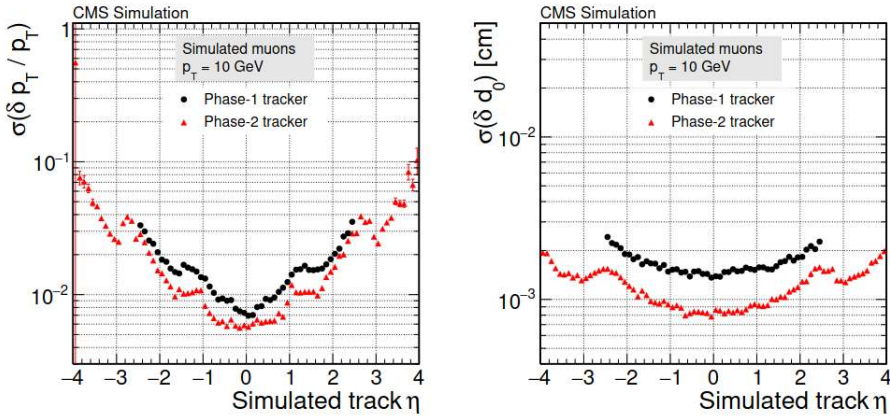 CMS Simulation
σ(δ p_T / p_T)
1
10⁻¹
10⁻²
Simulated muons
p_T = 10 GeV
Phase-1 tracker
Phase-2 tracker
−4 −3 −2 −1 0 1 2 3 4
Simulated track η
CMS Simulation
σ(δ d₀) [cm]
10⁻²
10⁻³
Simulated muons
p_T = 10 GeV
Phase-1 tracker
Phase-2 tracker
−4 −3 −2 −1 0 1 2 3 4
Simulated track η